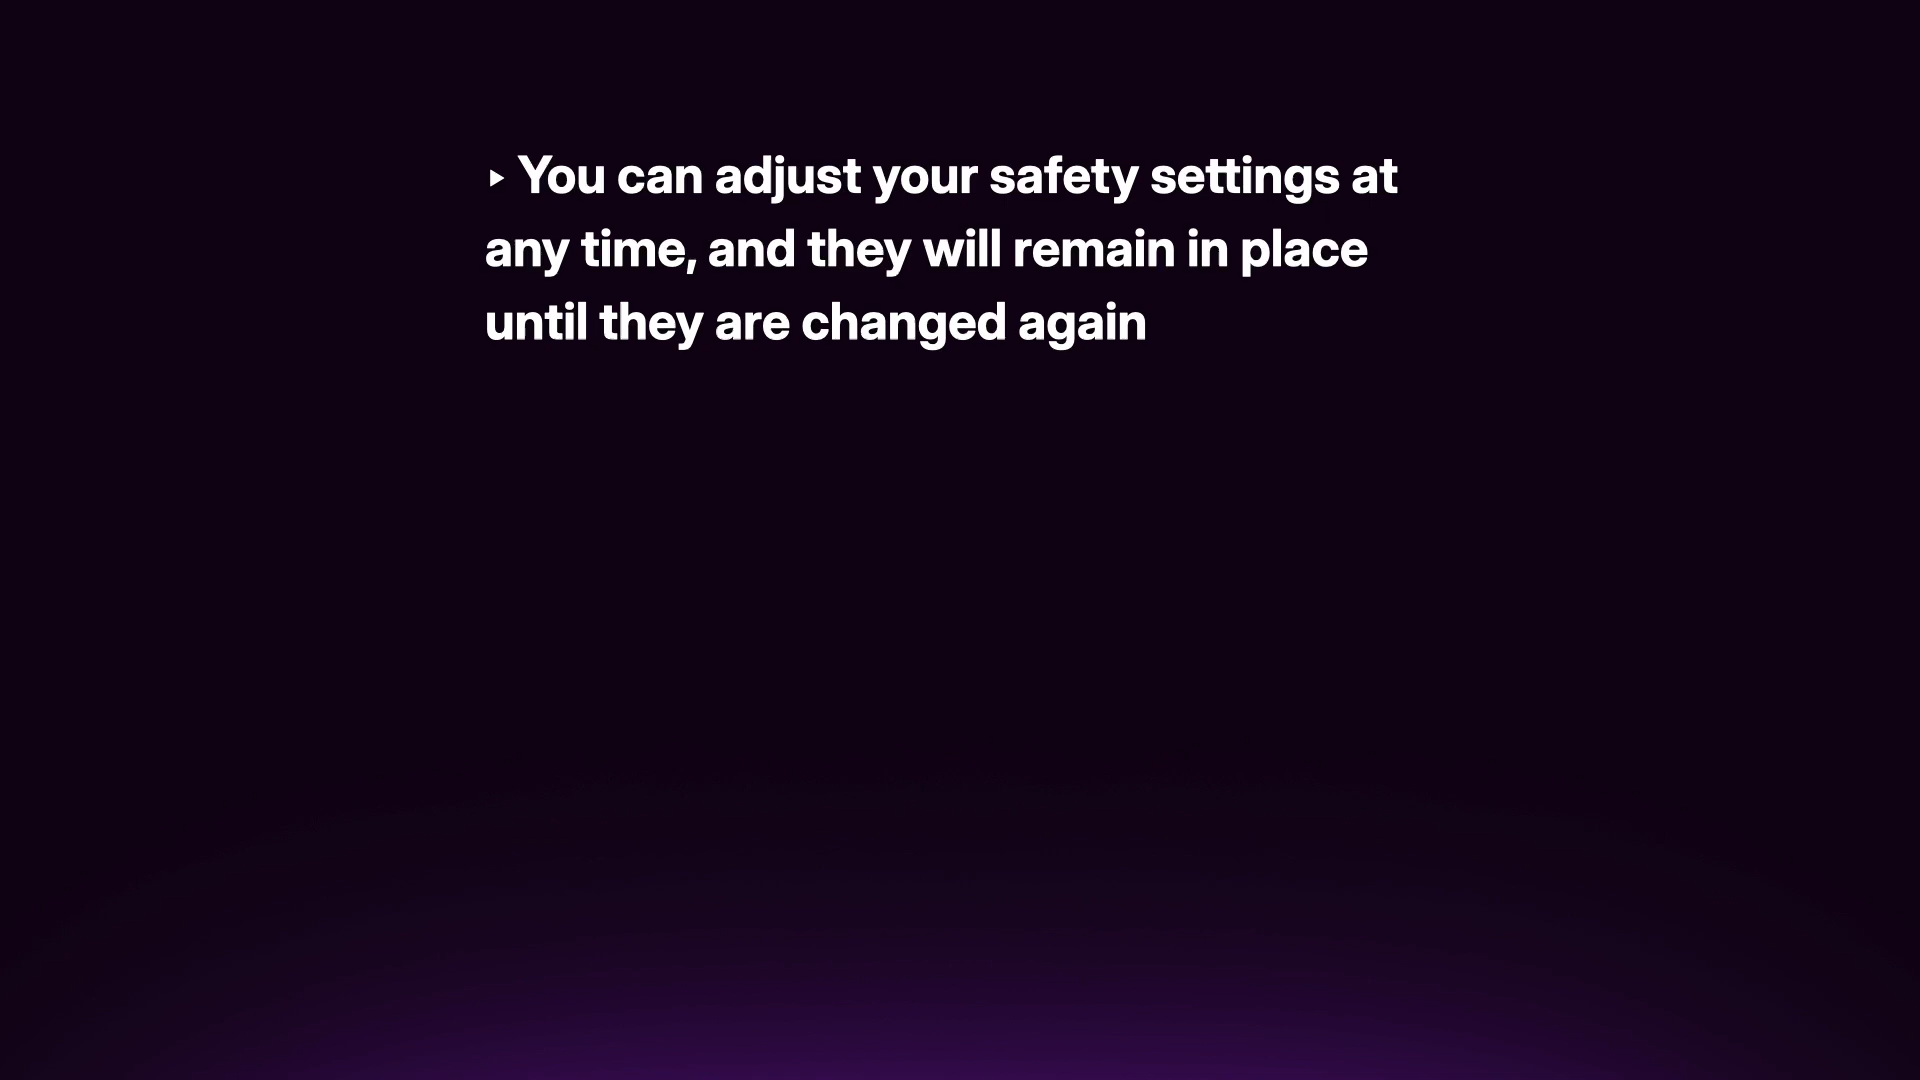 ▸ You can adjust your safety settings at
any time, and they will remain in place
until they are changed again